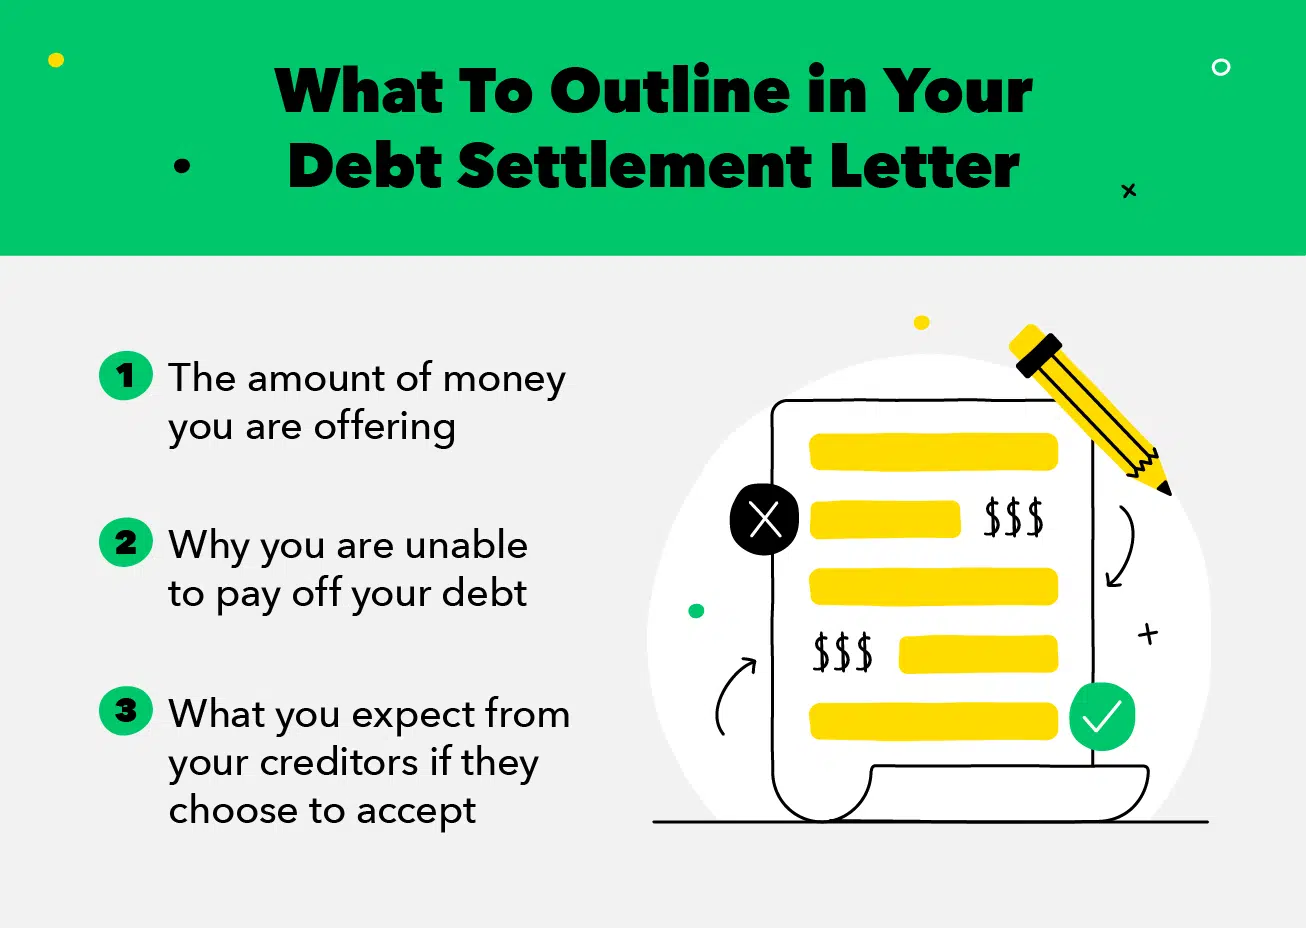 What To Outline in Your
Debt Settlement Letter
1 The amount of money
you are offering
2 Why you are unable
to pay off your debt
3 What you expect from
your creditors if they
choose to accept
$$$
$$$